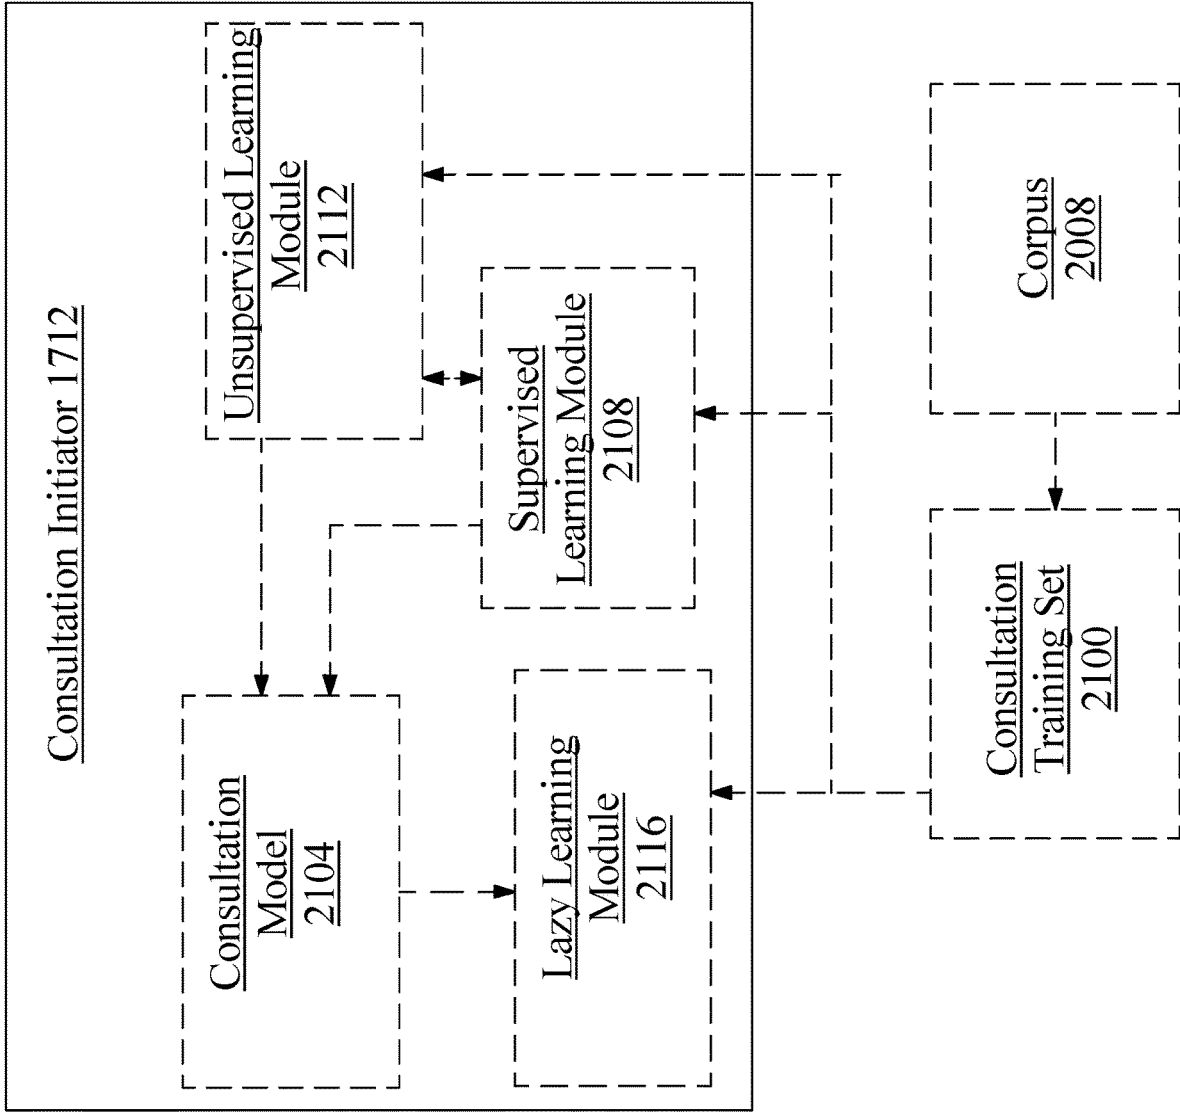 Consultation Initiator 1712
Consultation
Model
2104
Unsupervised Learning
Module
2112
Lazy Learning
Module
2116
Supervised
Learning Module
2108
Consultation
Training Set
2100
Corpus
2008